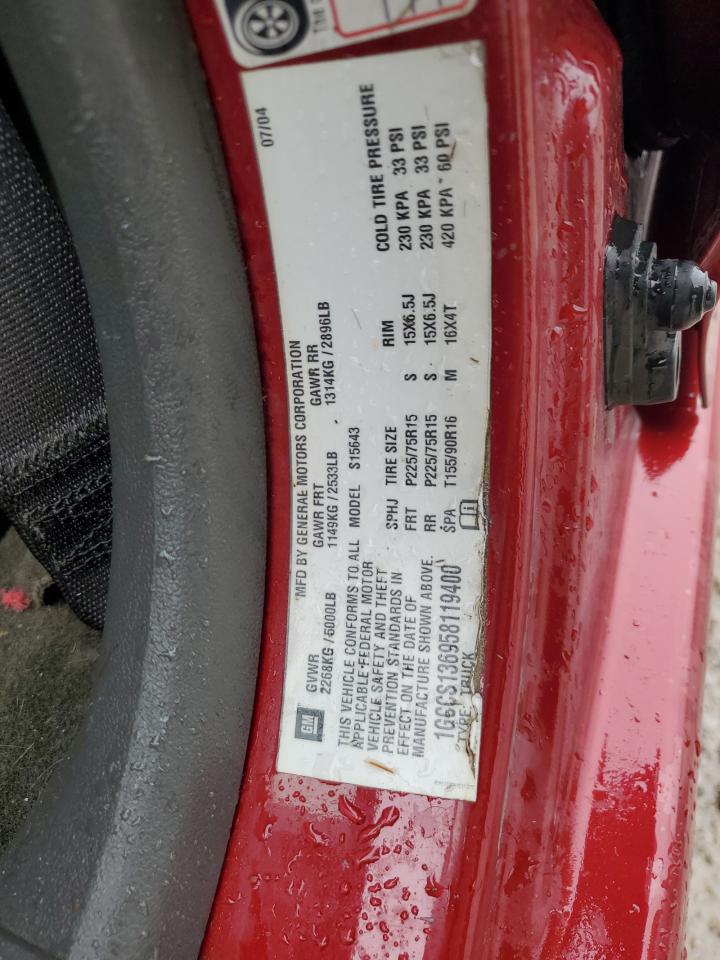 TIRE
07/04
MFD BY GENERAL MOTORS CORPORATION
GVWR GAWR FRT GAWR RR
2268KG/5000LB 1149KG/2533LB 1314KG/2896LB
GM
THIS VEHICLE CONFORMS TO ALL MODEL S15643
APPLICABLE FEDERAL MOTOR
VEHICLE SAFETY AND THEFT
PREVENTION STANDARDS IN
EFFECT ON THE DATE OF
MANUFACTURE SHOWN ABOVE.
SPHJ TIRE SIZE RIM COLD TIRE PRESSURE
FRT P225/75R15 S 15X6.5J 230 KPA 33 PSI
RR P225/75R15 S 15X6.5J 230 KPA 33 PSI
SPA T155/90R16 M 16X4T 420 KPA 60 PSI
1GCCS136958119400
TYPE: TRUCK